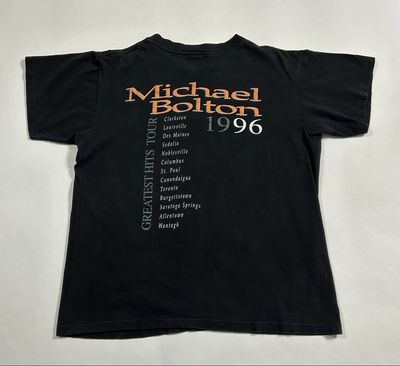 Michael
Bolton
1996
GREATEST HITS TOUR
Clarkston
Louisville
Des Moines
Sedalia
Noblesville
Columbus
St. Paul
Canandaigua
Toronto
Burgettstown
Saratoga Springs
Allentown
Wantagh